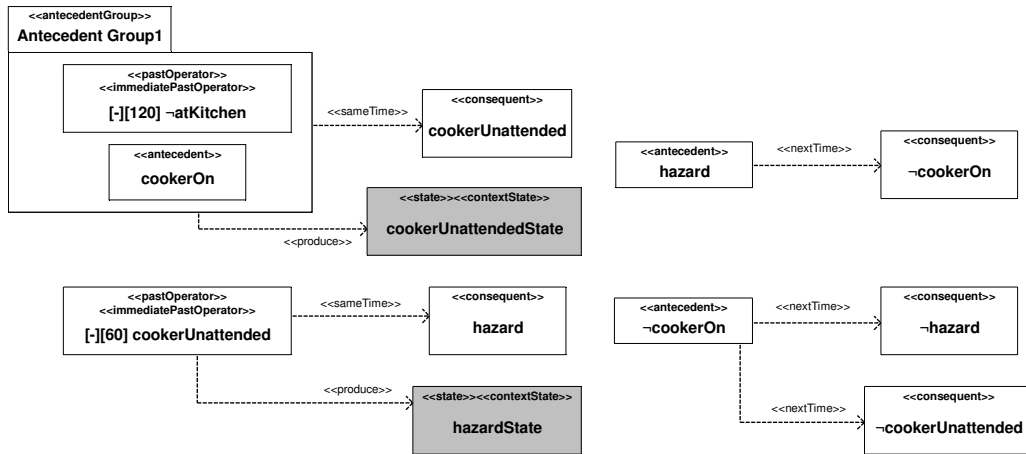 <<antecedentGroup>>
Antecedent Group1
<<pastOperator>>
<<immediatePastOperator>>
[-][120] ¬atKitchen
<<antecedent>>
cookerOn
<<sameTime>>
<<consequent>>
cookerUnattended
<<produce>>
<<state>><<contextState>>
cookerUnattendedState
<<antecedent>>
hazard
<<nextTime>>
<<consequent>>
¬cookerOn
<<pastOperator>>
<<immediatePastOperator>>
[-][60] cookerUnattended
<<sameTime>>
<<consequent>>
hazard
<<produce>>
<<state>><<contextState>>
hazardState
<<antecedent>>
¬cookerOn
<<nextTime>>
<<consequent>>
¬hazard
<<nextTime>>
<<consequent>>
¬cookerUnattended